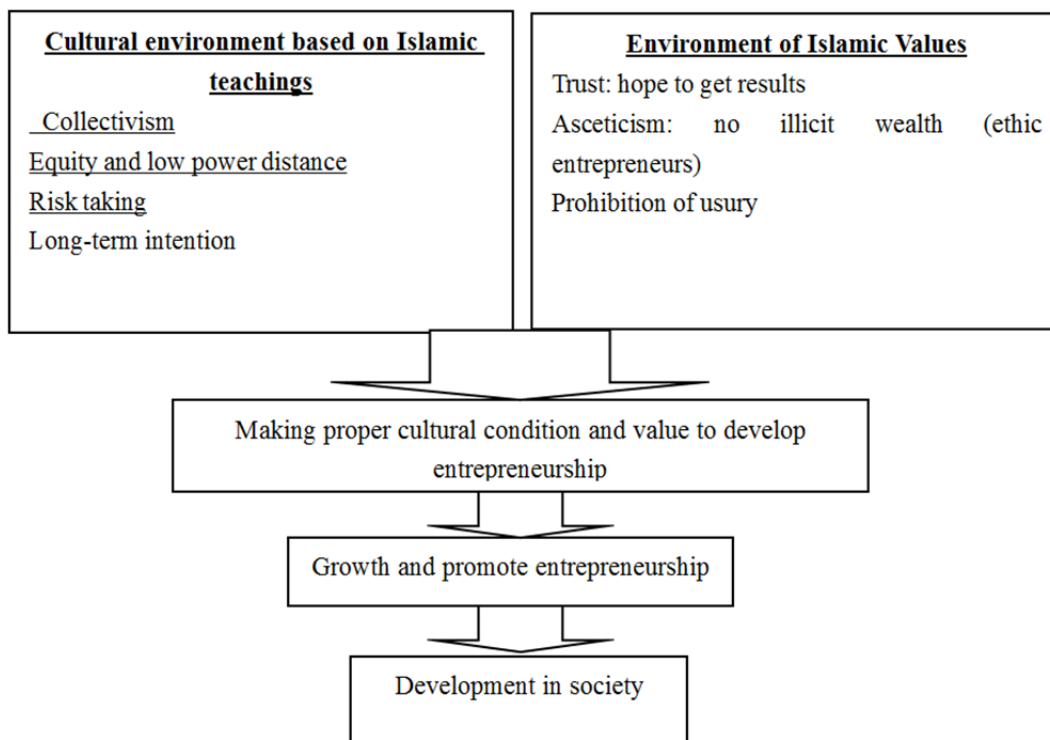 Cultural environment based on Islamic
teachings
Collectivism
Equity and low power distance
Risk taking
Long-term intention
Environment of Islamic Values
Trust: hope to get results
Asceticism: no illicit wealth (ethic
entrepreneurs)
Prohibition of usury
Making proper cultural condition and value to develop
entrepreneurship
Growth and promote entrepreneurship
Development in society